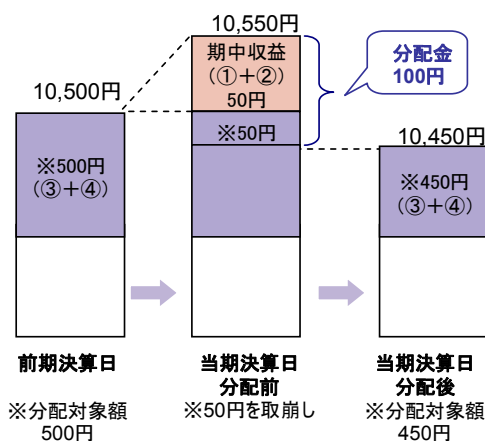 10,550円
期中収益
(①+②)
50円
分配金
100円
10,500円
※50円
10,450円
※500円
(③+④)
※450円
(③+④)
前期決算日
当期決算日
分配前
当期決算日
分配後
※分配対象額
500円
※50円を取崩し
※分配対象額
450円